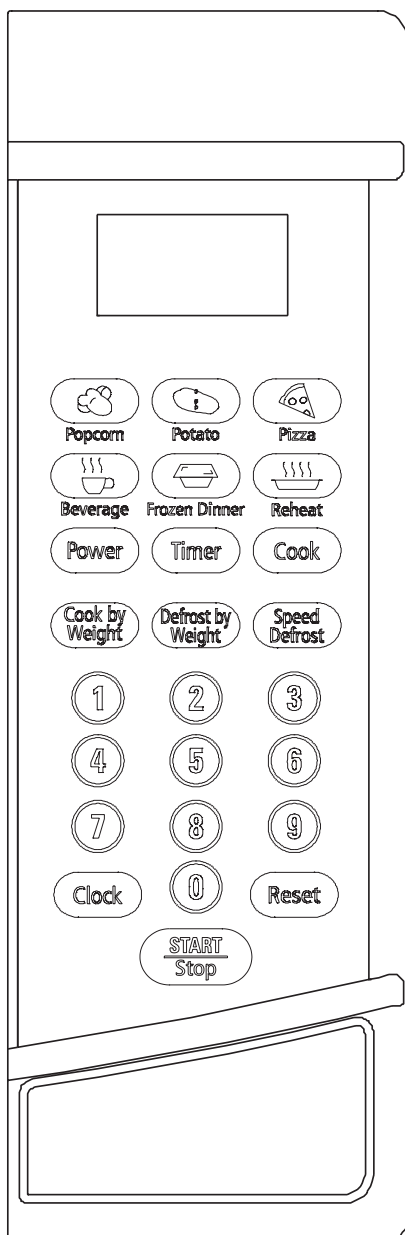 Popcorn Potato Pizza
Beverage Frozen Dinner Reheat
Power Timer Cook
Cook by Weight Defrost by Weight Speed Defrost
1 2 3
4 5 6
7 8 9
Clock 0 Reset
START
Stop